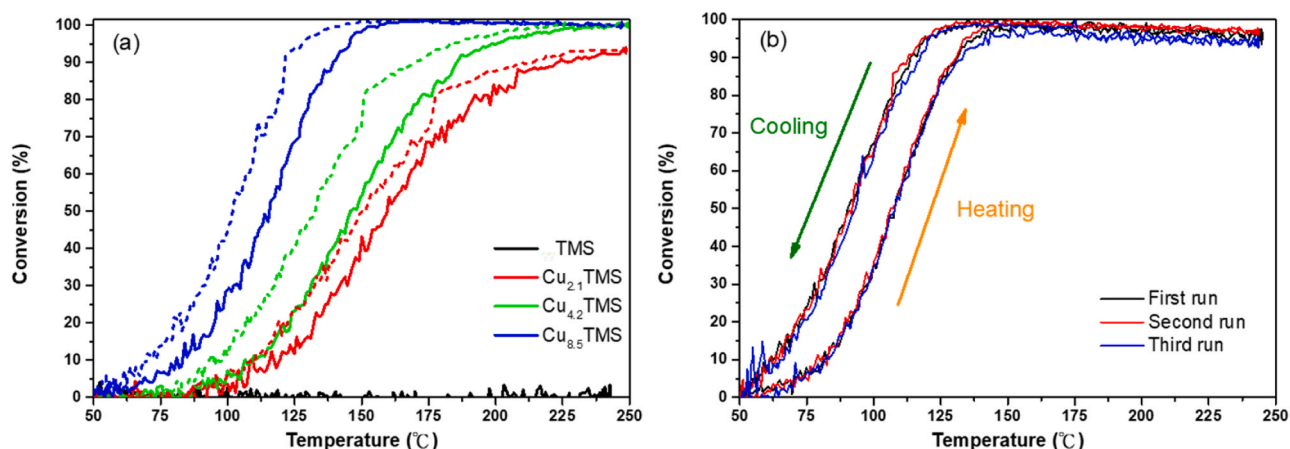 (a)
Conversion (%)
100
90
80
70
60
50
40
30
20
10
0
TMS
Cu2.1TMS
Cu4.2TMS
Cu8.5TMS
50 75 100 125 150 175 200 225 250
Temperature (℃)
(b)
Conversion (%)
100
90
80
70
60
50
40
30
20
10
0
Cooling
Heating
First run
Second run
Third run
50 75 100 125 150 175 200 225 250
Temperature (℃)